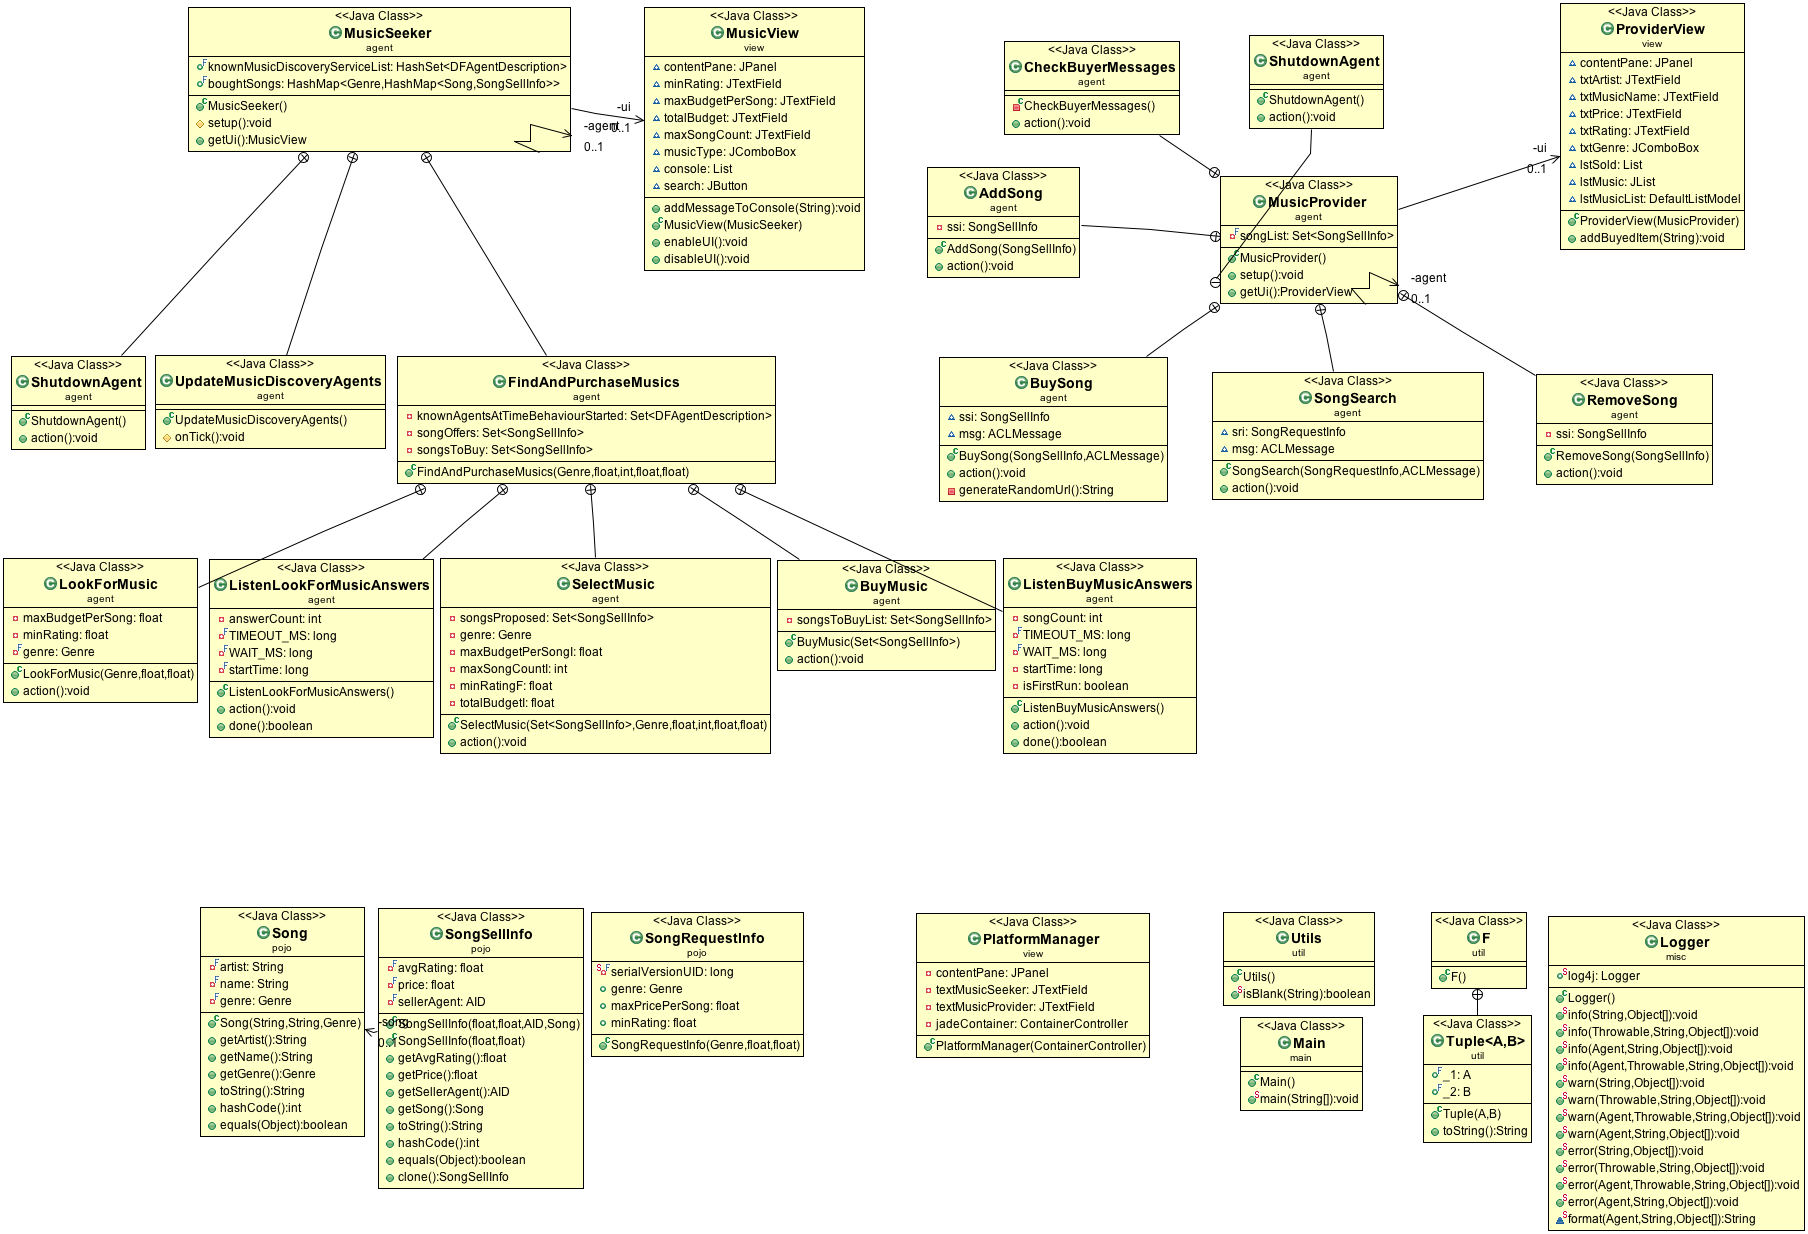 <<Java Class>>
MusicSeeker
agent
knownMusicDiscoveryServiceList: HashSet<DFAgentDescription>
boughtSongs: HashMap<Genre,HashMap<Song,SongSellInfo>>
MusicSeeker()
setup():void
getUi():MusicView
-ui
0..1
-agent
0..1
<<Java Class>>
MusicView
view
contentPane: JPanel
minRating: JTextField
maxBudgetPerSong: JTextField
totalBudget: JTextField
maxSongCount: JTextField
musicType: JComboBox
console: List
search: JButton
addMessageToConsole(String):void
MusicView(MusicSeeker)
enableUI():void
disableUI():void
<<Java Class>>
CheckBuyerMessages
agent
CheckBuyerMessages()
action():void
<<Java Class>>
ShutdownAgent
agent
ShutdownAgent()
action():void
<<Java Class>>
ProviderView
view
contentPane: JPanel
txtArtist: JTextField
txtMusicName: JTextField
txtPrice: JTextField
txtRating: JTextField
txtGenre: JComboBox
lstSold: List
lstMusic: JList
lstMusicList: DefaultListModel
ProviderView(MusicProvider)
addBuyedItem(String):void
<<Java Class>>
AddSong
agent
ssi: SongSellInfo
AddSong(SongSellInfo)
action():void
<<Java Class>>
MusicProvider
agent
songList: Set<SongSellInfo>
MusicProvider()
setup():void
getUi():ProviderView
-ui
0..1
-agent
0..1
<<Java Class>>
ShutdownAgent
agent
ShutdownAgent()
action():void
<<Java Class>>
UpdateMusicDiscoveryAgents
agent
UpdateMusicDiscoveryAgents()
onTick():void
<<Java Class>>
FindAndPurchaseMusics
agent
knownAgentsAtTimeBehaviourStarted: Set<DFAgentDescription>
songOffers: Set<SongSellInfo>
songsToBuy: Set<SongSellInfo>
FindAndPurchaseMusics(Genre,float,int,float,float)
<<Java Class>>
BuySong
agent
ssi: SongSellInfo
msg: ACLMessage
BuySong(SongSellInfo,ACLMessage)
action():void
generateRandomUrl():String
<<Java Class>>
SongSearch
agent
sri: SongRequestInfo
msg: ACLMessage
SongSearch(SongRequestInfo,ACLMessage)
action():void
<<Java Class>>
RemoveSong
agent
ssi: SongSellInfo
RemoveSong(SongSellInfo)
action():void
<<Java Class>>
LookForMusic
agent
maxBudgetPerSong: float
minRating: float
genre: Genre
LookForMusic(Genre,float,float)
action():void
<<Java Class>>
ListenLookForMusicAnswers
agent
answerCount: int
TIMEOUT_MS: long
WAIT_MS: long
startTime: long
ListenLookForMusicAnswers()
action():void
done():boolean
<<Java Class>>
SelectMusic
agent
songsProposed: Set<SongSellInfo>
genre: Genre
maxBudgetPerSongI: float
maxSongCountI: int
minRatingF: float
totalBudgetI: float
SelectMusic(Set<SongSellInfo>,Genre,float,int,float,float)
action():void
<<Java Class>>
BuyMusic
agent
songsToBuyList: Set<SongSellInfo>
BuyMusic(Set<SongSellInfo>)
action():void
<<Java Class>>
ListenBuyMusicAnswers
agent
songCount: int
TIMEOUT_MS: long
WAIT_MS: long
startTime: long
isFirstRun: boolean
ListenBuyMusicAnswers()
action():void
done():boolean
<<Java Class>>
Song
pojo
artist: String
name: String
genre: Genre
Song(String,String,Genre)
getArtist():String
getName():String
getGenre():Genre
toString():String
hashCode():int
equals(Object):boolean
-song
0..1
<<Java Class>>
SongSellInfo
pojo
avgRating: float
price: float
sellerAgent: AID
SongSellInfo(float,float,AID,Song)
SongSellInfo(float,float)
getAvgRating():float
getPrice():float
getSellerAgent():AID
getSong():Song
toString():String
hashCode():int
equals(Object):boolean
clone():SongSellInfo
<<Java Class>>
SongRequestInfo
pojo
serialVersionUID: long
genre: Genre
maxPricePerSong: float
minRating: float
SongRequestInfo(Genre,float,float)
<<Java Class>>
PlatformManager
view
contentPane: JPanel
textMusicSeeker: JTextField
textMusicProvider: JTextField
jadeContainer: ContainerController
PlatformManager(ContainerController)
<<Java Class>>
Utils
util
Utils()
isBlank(String):boolean
<<Java Class>>
Main
main
Main()
main(String[]):void
<<Java Class>>
F
util
F()
<<Java Class>>
Tuple<A,B>
util
_1: A
_2: B
Tuple(A,B)
toString():String
<<Java Class>>
Logger
misc
log4j: Logger
Logger()
info(String,Object[]):void
info(Throwable,String,Object[]):void
info(Agent,String,Object[]):void
info(Agent,Throwable,String,Object[]):void
warn(String,Object[]):void
warn(Throwable,String,Object[]):void
warn(Agent,Throwable,String,Object[]):void
warn(Agent,String,Object[]):void
error(String,Object[]):void
error(Throwable,String,Object[]):void
error(Agent,Throwable,String,Object[]):void
error(Agent,String,Object[]):void
format(Agent,String,Object[]):String